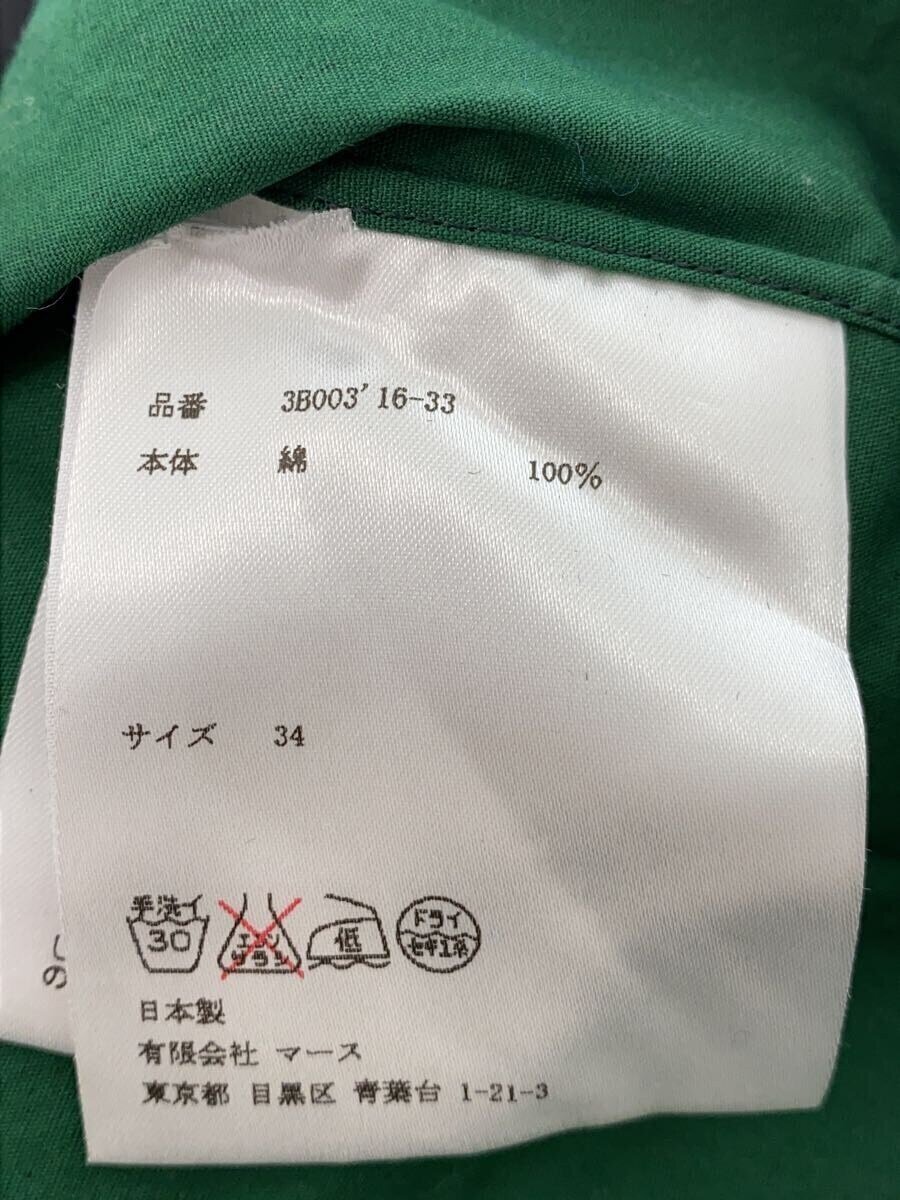 品番 3B003'16-33
本体 綿 100%
サイズ 34
手洗イ 30 エンソサラシ 低 ドライ セキユ系
日本製
有限会社 マース
東京都 目黒区 青葉台 1-21-3
し
の